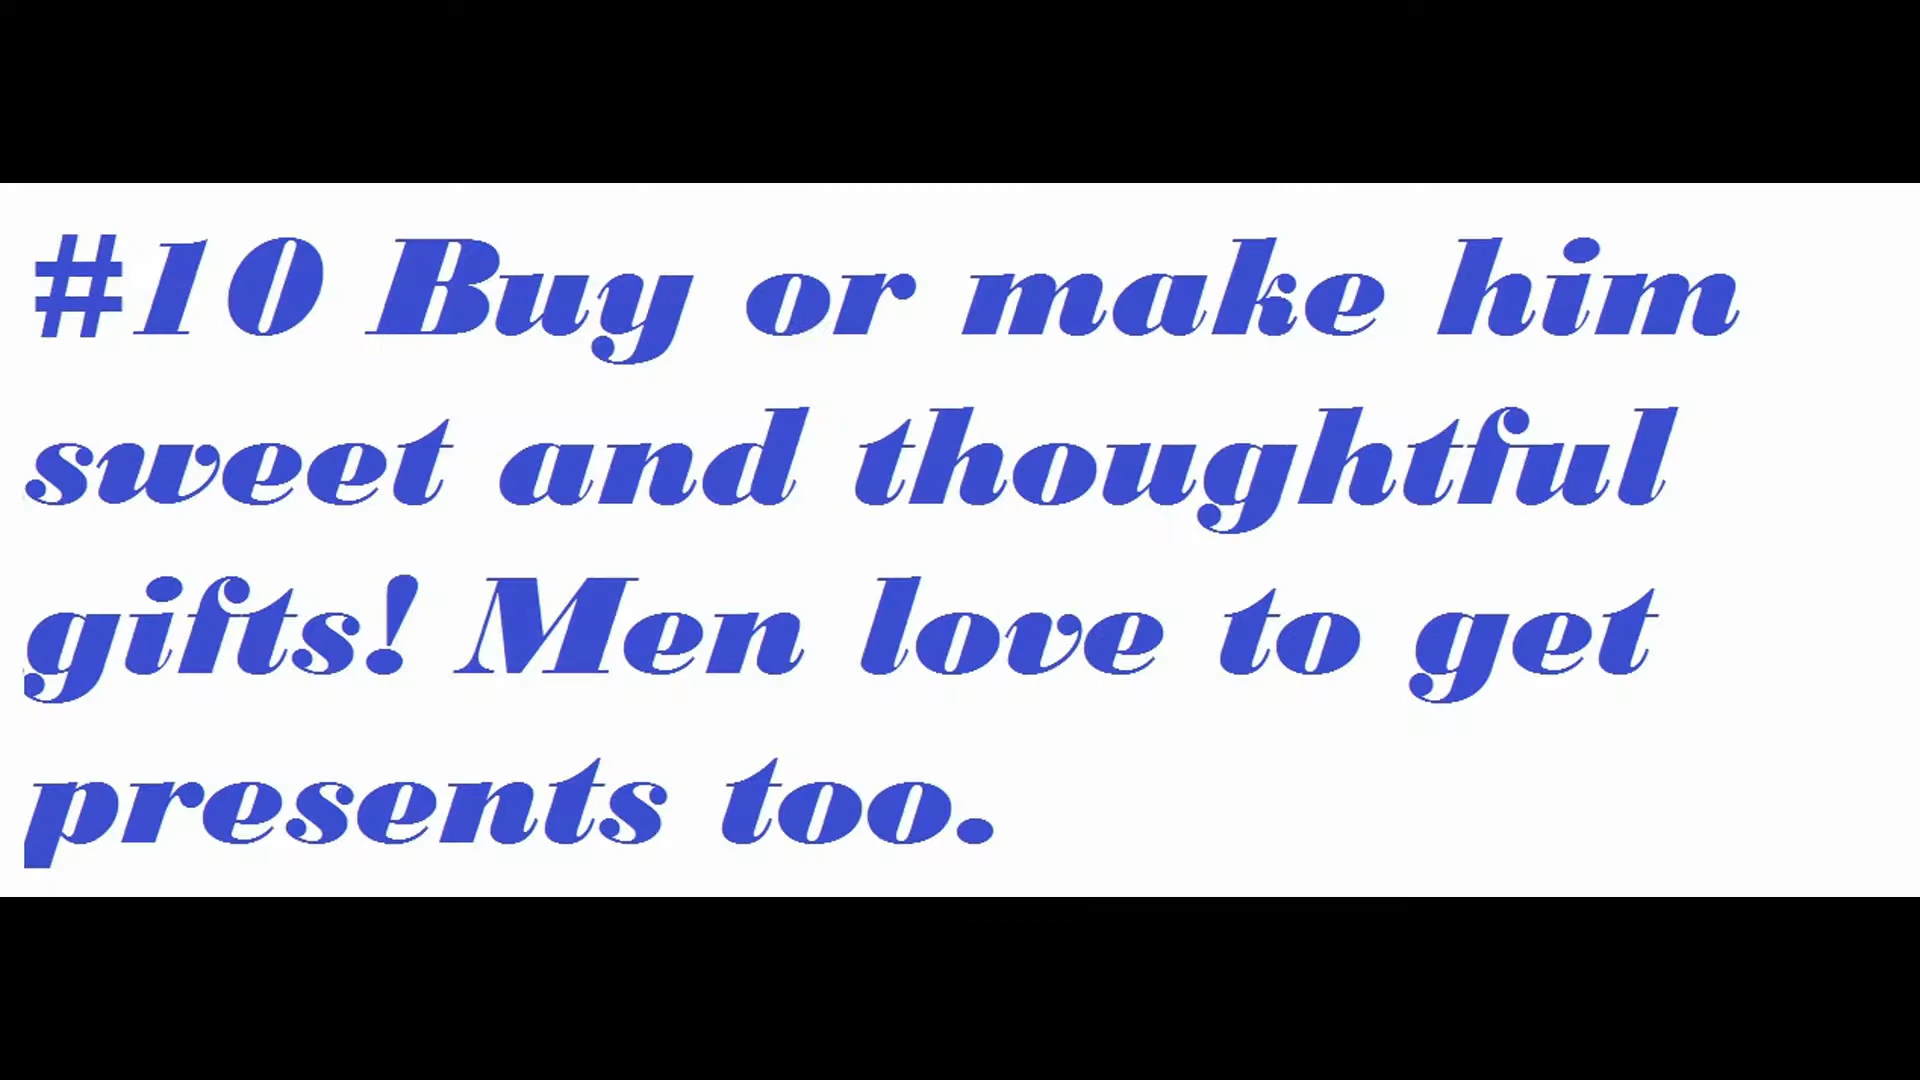 #10 Buy or make him
sweet and thoughtful
gifts! Men love to get
presents too.